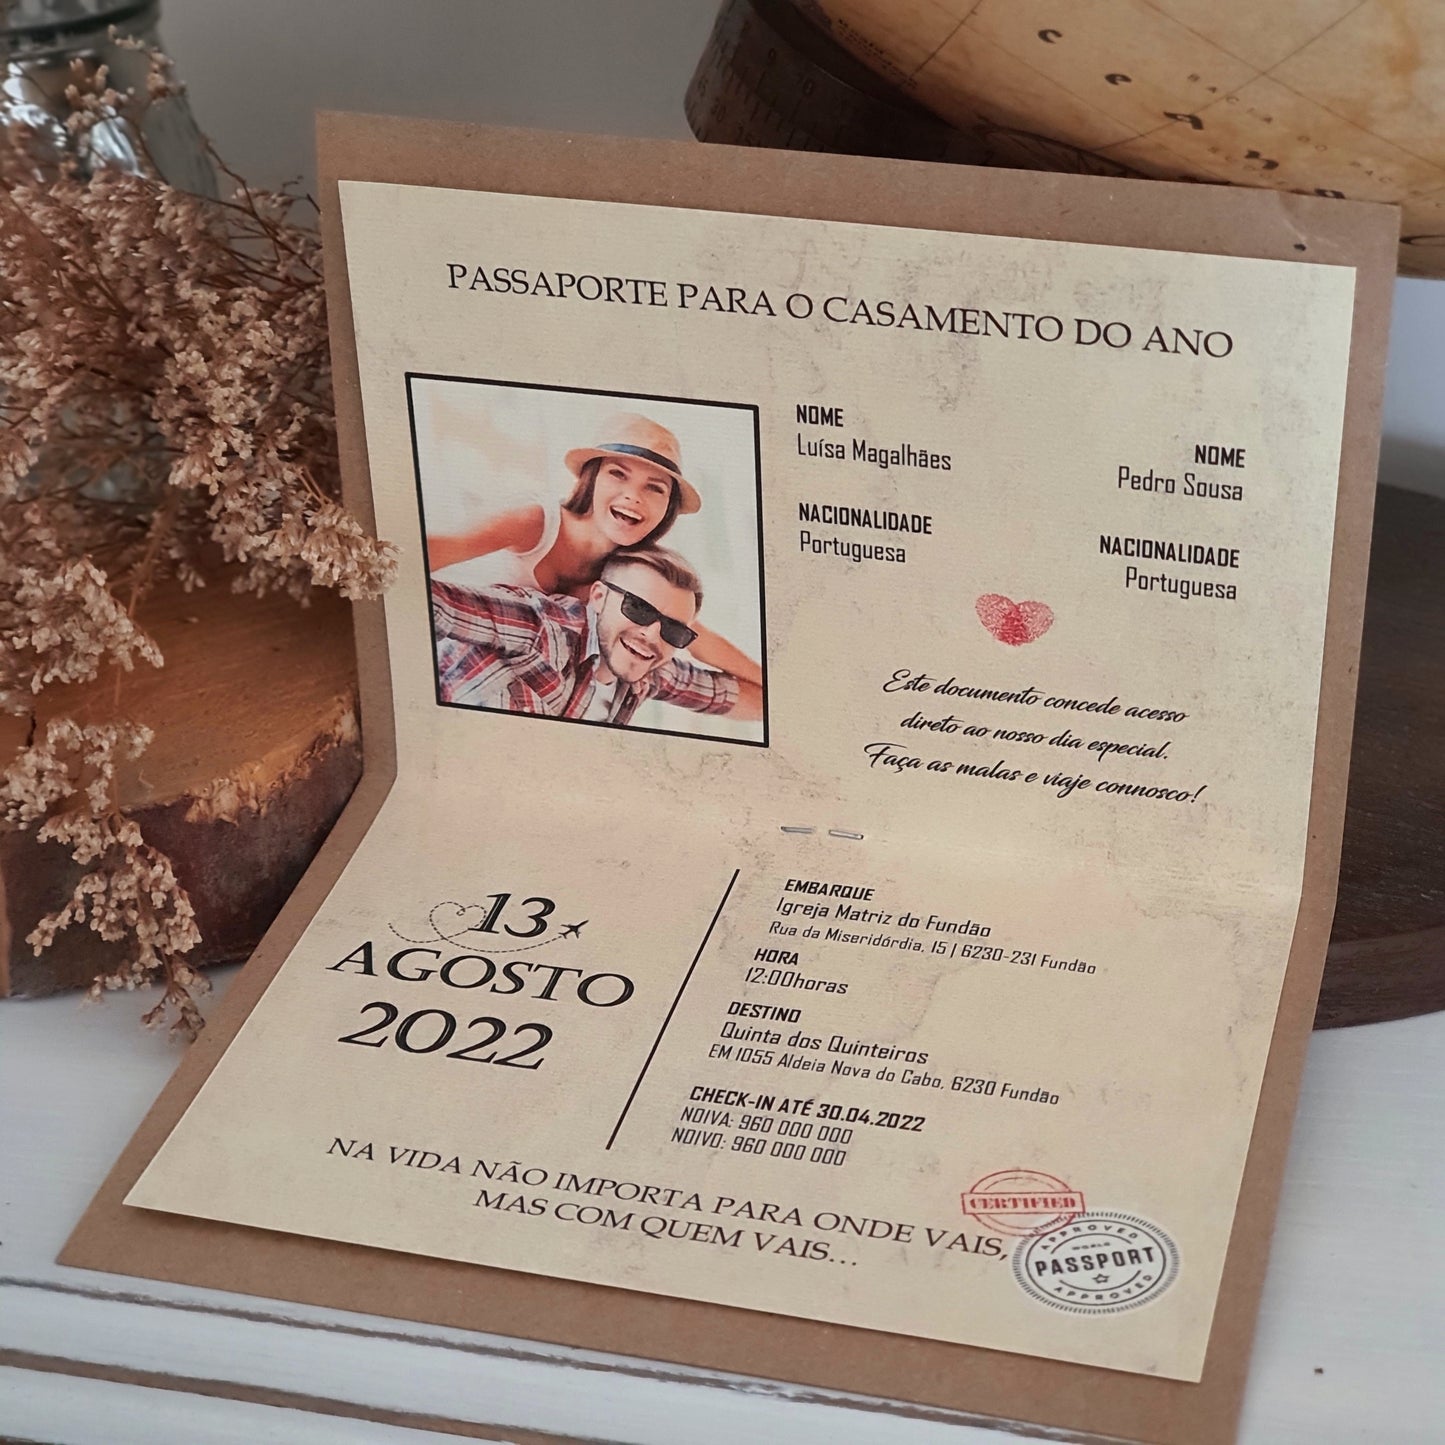 PASSAPORTE PARA O CASAMENTO DO ANO
NOME
Luísa Magalhães
NOME
Pedro Sousa
NACIONALIDADE
Portuguesa
NACIONALIDADE
Portuguesa
Este documento concede acesso
direto ao nosso dia especial.
Faça as malas e viaje connosco!
13
AGOSTO
2022
EMBARQUE
Igreja Matriz do Fundão
Rua da Miseridórdia, 15 | 6230-231 Fundão
HORA
12:00horas
DESTINO
Quinta dos Quinteiros
EM 1055 Aldeia Nova do Cabo, 6230 Fundão
CHECK-IN ATÉ 30.04.2022
NOIVA: 960 000 000
NOIVO: 960 000 000
NA VIDA NÃO IMPORTA PARA ONDE VAIS,
MAS COM QUEM VAIS...
CERTIFIED
APPROVED
WORLD
PASSPORT
APPROVED